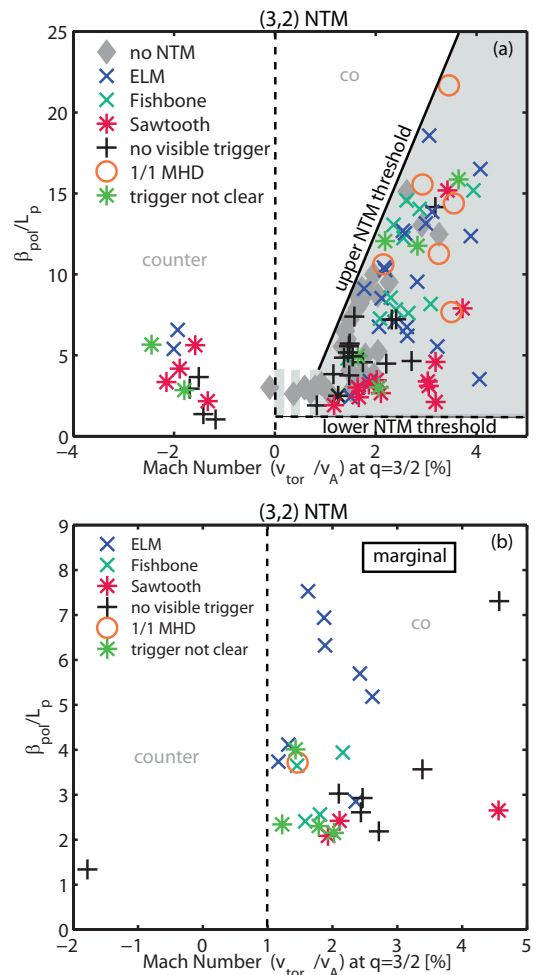 (3,2) NTM
(a)
co
no NTM
ELM
Fishbone
Sawtooth
no visible trigger
1/1 MHD
trigger not clear
counter
upper NTM threshold
lower NTM threshold
25
20
15
10
5
0
β_pol/L_p
−4 −2 0 2 4
Mach Number (v_tor/v_A) at q=3/2 [%]
(3,2) NTM
(b)
marginal
co
ELM
Fishbone
Sawtooth
no visible trigger
1/1 MHD
trigger not clear
counter
9
8
7
6
5
4
3
2
1
0
β_pol/L_p
−2 −1 0 1 2 3 4 5
Mach Number (v_tor/v_A) at q=3/2 [%]